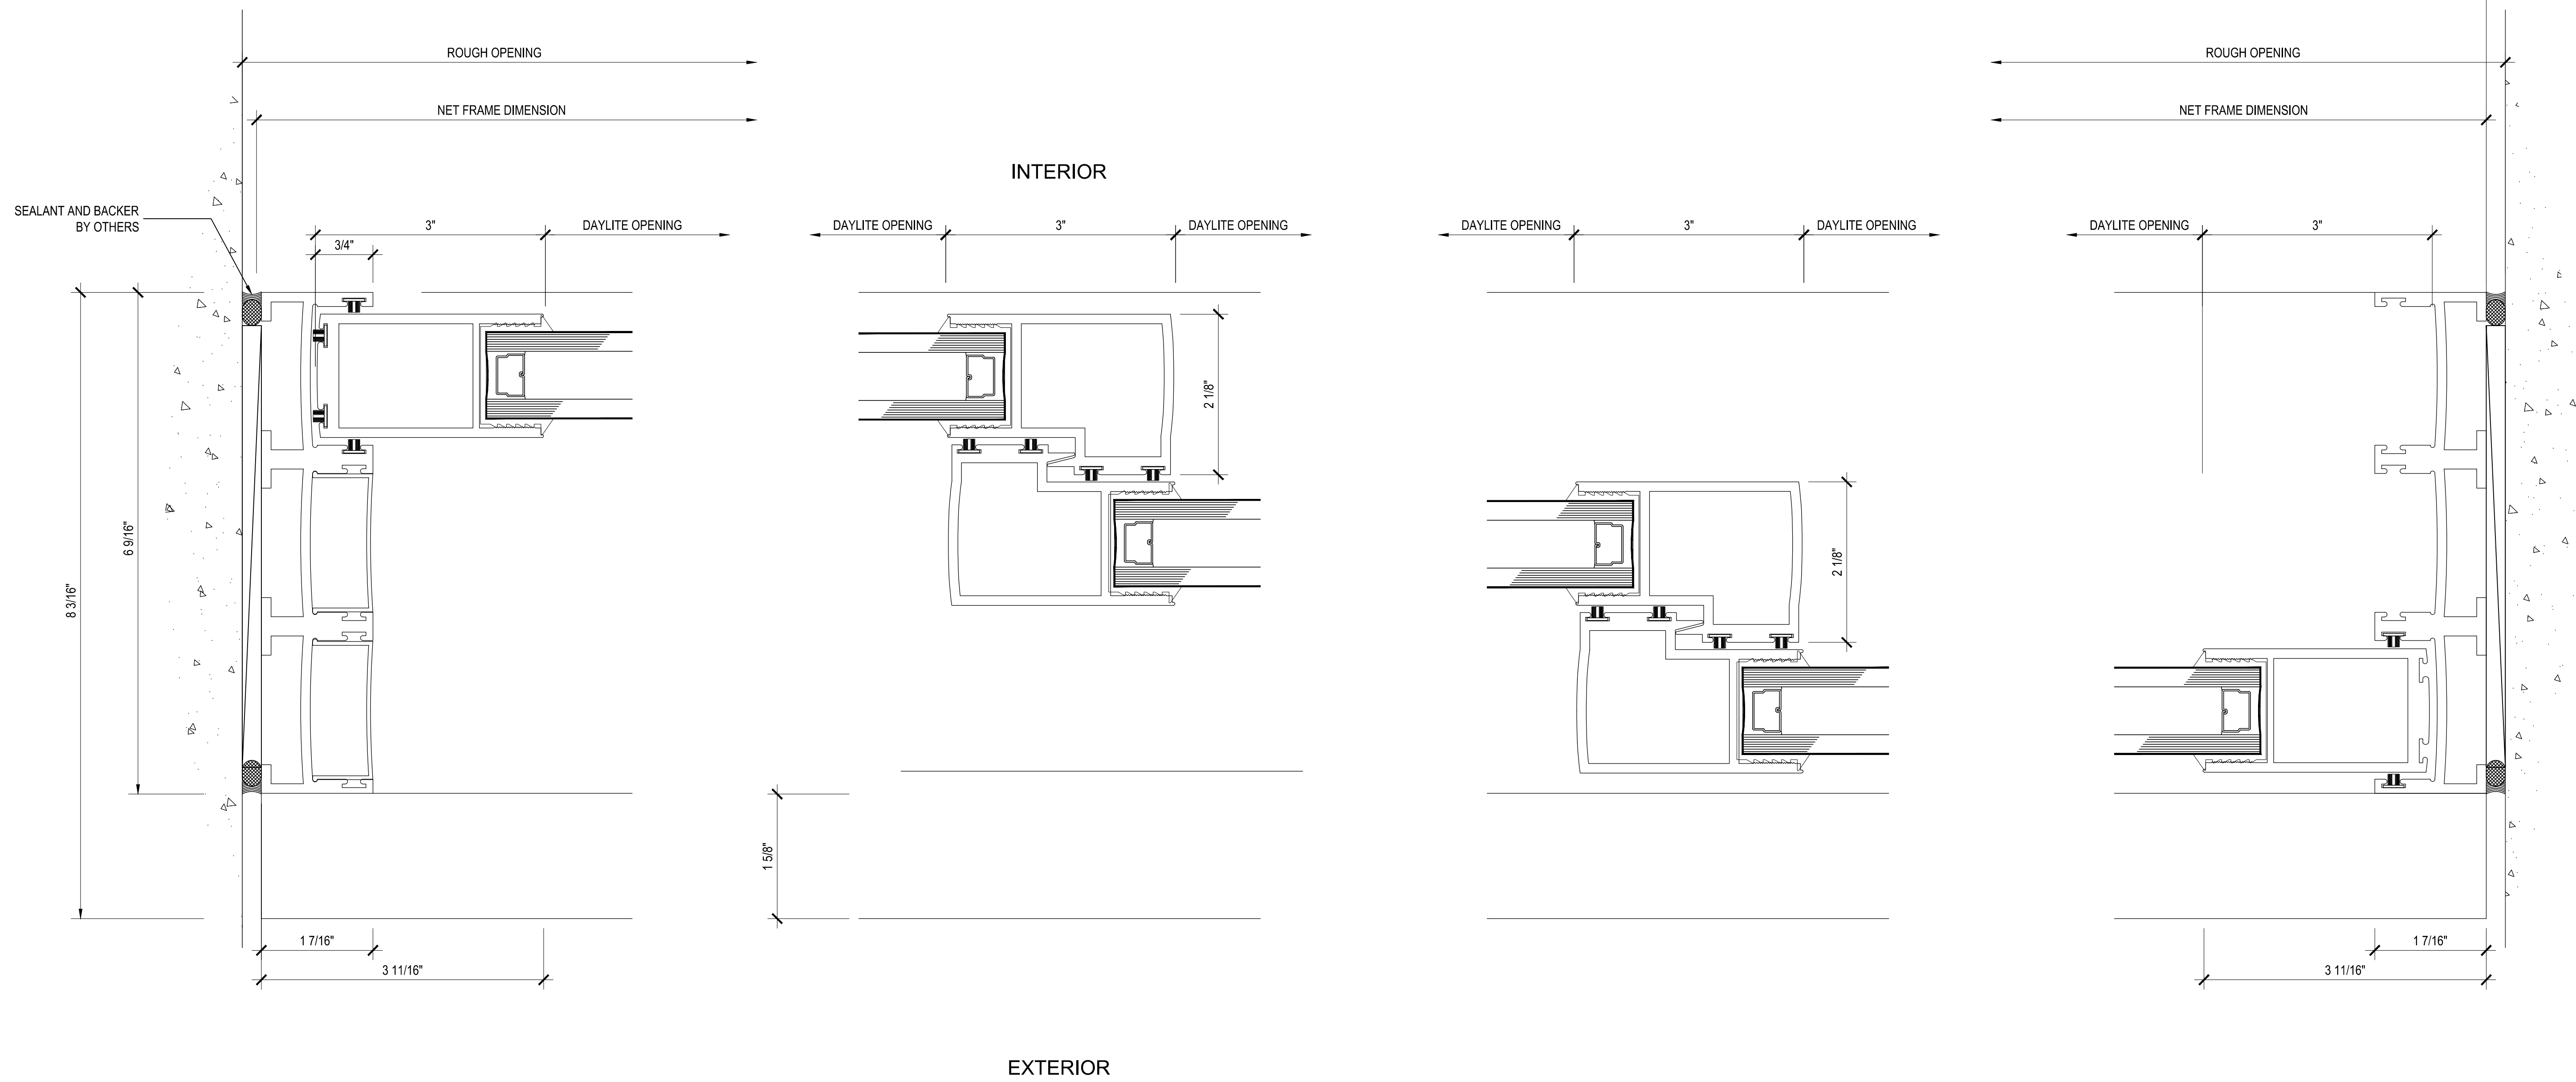 ROUGH OPENING
ROUGH OPENING
NET FRAME DIMENSION
NET FRAME DIMENSION
INTERIOR
SEALANT AND BACKER
BY OTHERS
3"
DAYLITE OPENING
DAYLITE OPENING
3"
DAYLITE OPENING
DAYLITE OPENING
3"
DAYLITE OPENING
DAYLITE OPENING
3"
3/4"
2 1/8"
6 9/16"
2 1/8"
8 3/16"
1 5/8"
1 7/16"
1 7/16"
3 11/16"
3 11/16"
EXTERIOR